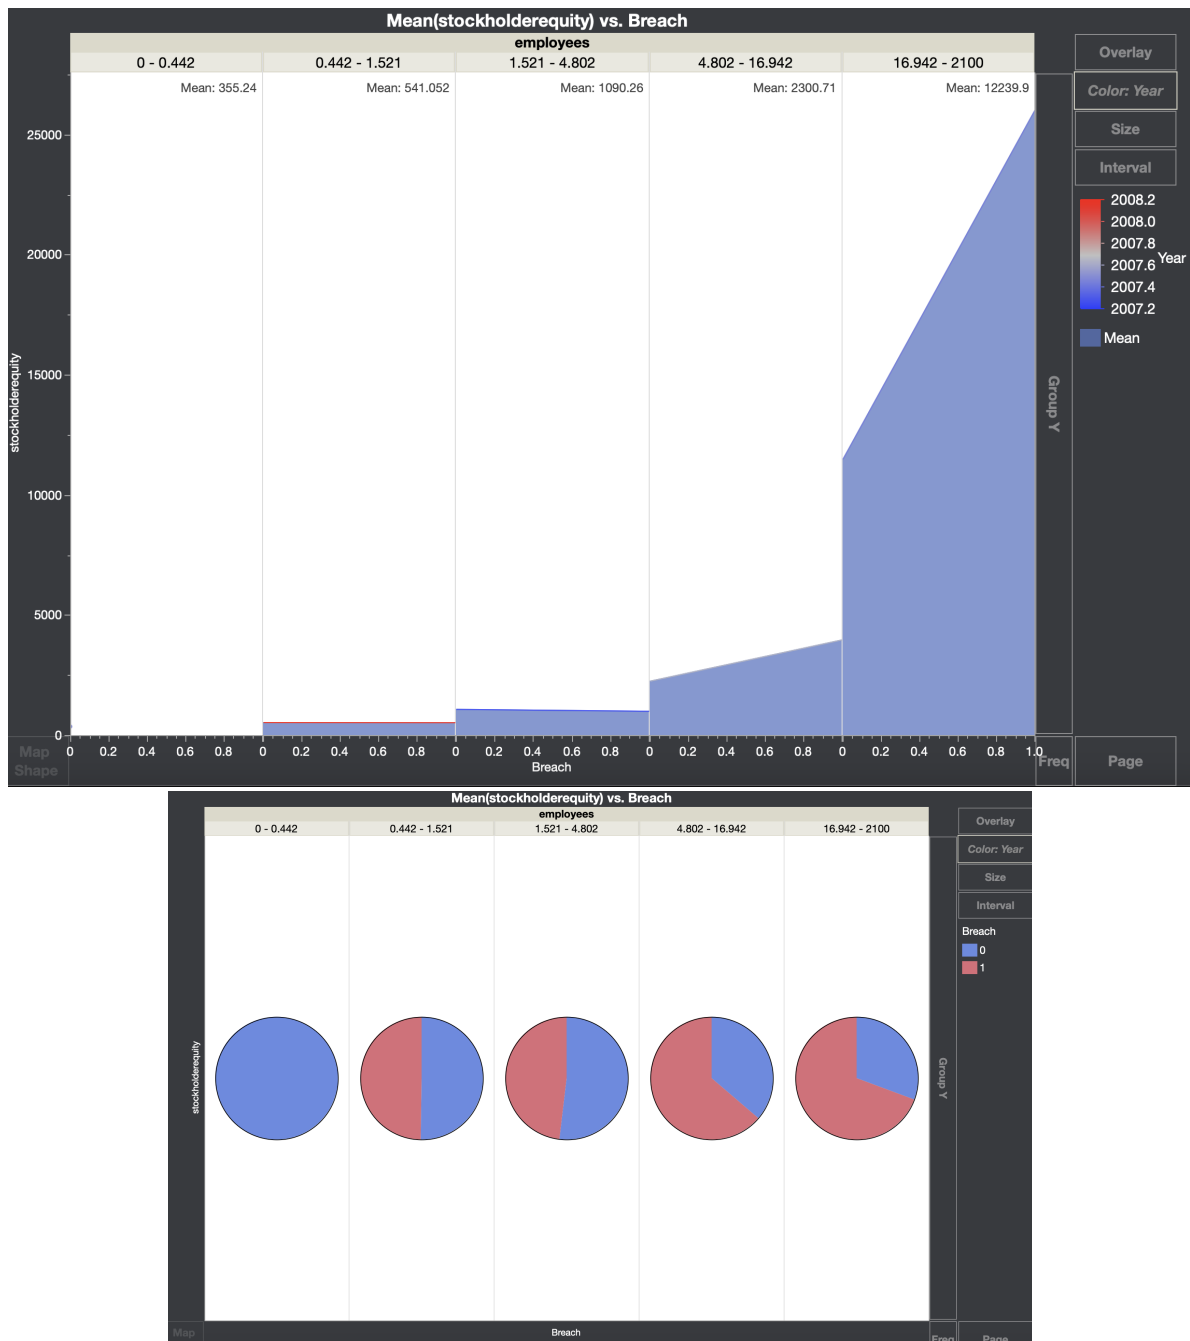 Mean(stockholderequity) vs. Breach
employees
0 - 0.442 0.442 - 1.521 1.521 - 4.802 4.802 - 16.942 16.942 - 2100
Mean: 355.24 Mean: 541.052 Mean: 1090.26 Mean: 2300.71 Mean: 12239.9
Overlay
Color: Year
Size
Interval
2008.2
2008.0
2007.8
2007.6
2007.4
2007.2
Year
Mean
Group Y
stockholderequity
25000
20000
15000
10000
5000
0
0 0.2 0.4 0.6 0.8 0 0.2 0.4 0.6 0.8 0 0.2 0.4 0.6 0.8 0 0.2 0.4 0.6 0.8 0 0.2 0.4 0.6 0.8 1.0
Breach
Map
Shape
Freq
Page
Mean(stockholderequity) vs. Breach
employees
0 - 0.442 0.442 - 1.521 1.521 - 4.802 4.802 - 16.942 16.942 - 2100
Overlay
Color: Year
Size
Interval
Breach
0
1
Group Y
stockholderequity
Map
Breach
Freq
Page